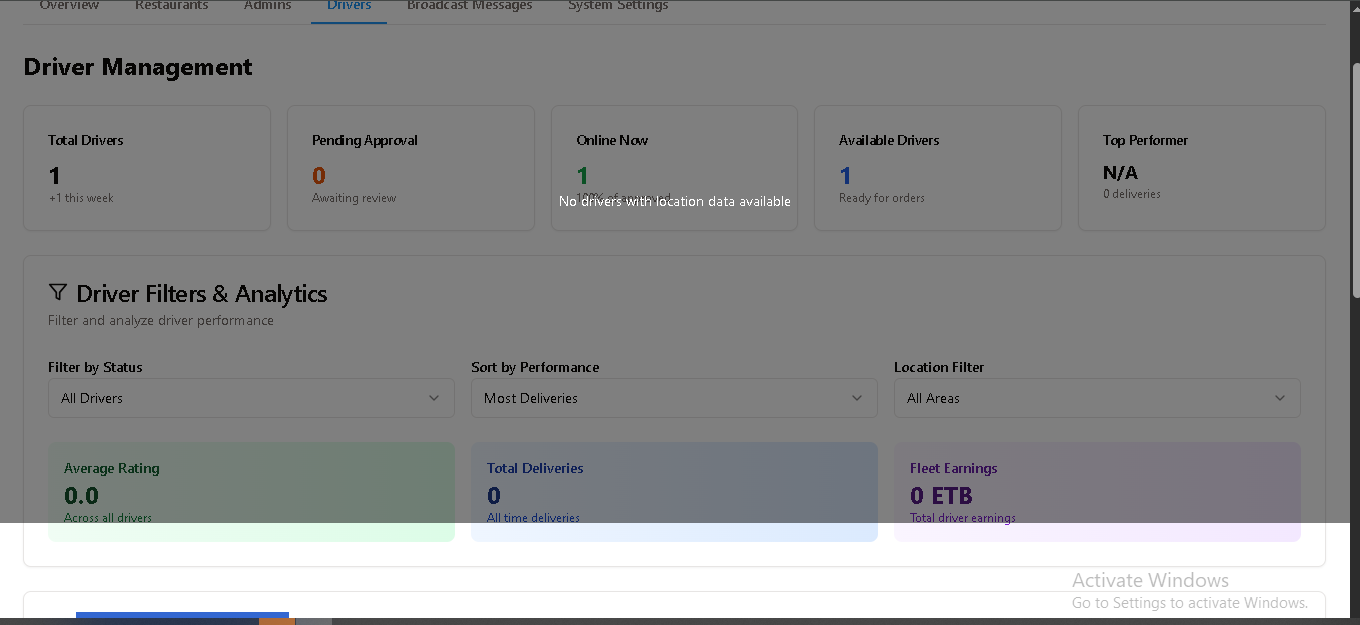 Overview Restaurants Admins Drivers Broadcast Messages System Settings
Driver Management
Total Drivers
1
+1 this week
Pending Approval
0
Awaiting review
Online Now
1
No drivers with location data available
Available Drivers
1
Ready for orders
Top Performer
N/A
0 deliveries
Driver Filters & Analytics
Filter and analyze driver performance
Filter by Status
All Drivers
Sort by Performance
Most Deliveries
Location Filter
All Areas
Average Rating
0.0
Across all drivers
Total Deliveries
0
All time deliveries
Fleet Earnings
0 ETB
Total driver earnings
Activate Windows
Go to Settings to activate Windows.